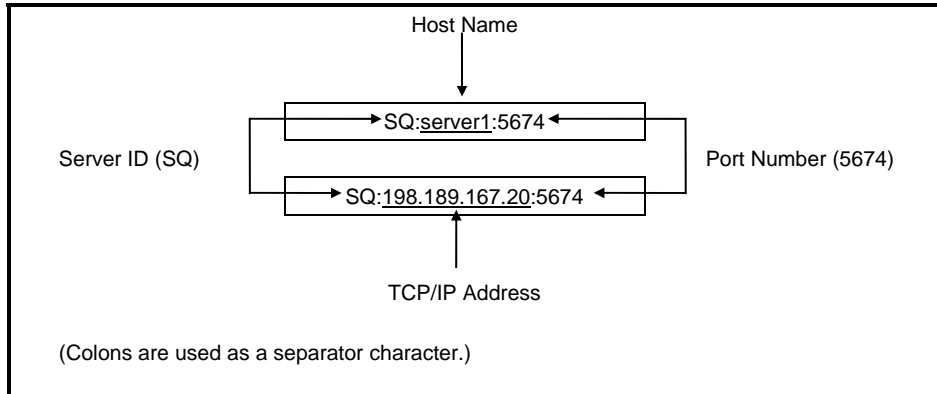 Host Name
SQ:server1:5674
Server ID (SQ)
Port Number (5674)
SQ:198.189.167.20:5674
TCP/IP Address
(Colons are used as a separator character.)